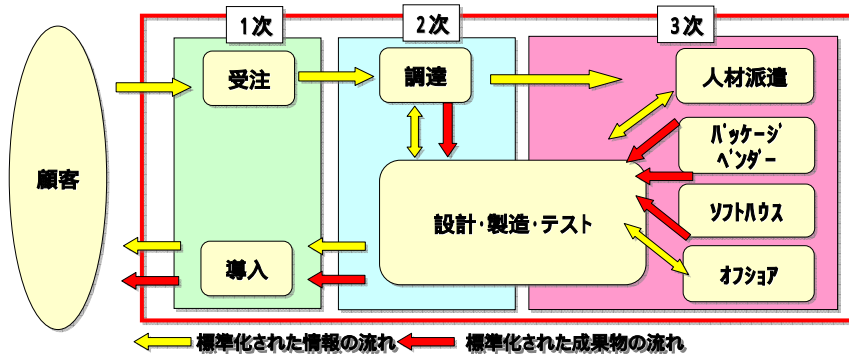 1次
2次
3次
受注
調達
人材派遣
パッケージ
ベンダー
顧客
設計・製造・テスト
ソフトハウス
導入
オフショア
標準化された情報の流れ
標準化された成果物の流れ